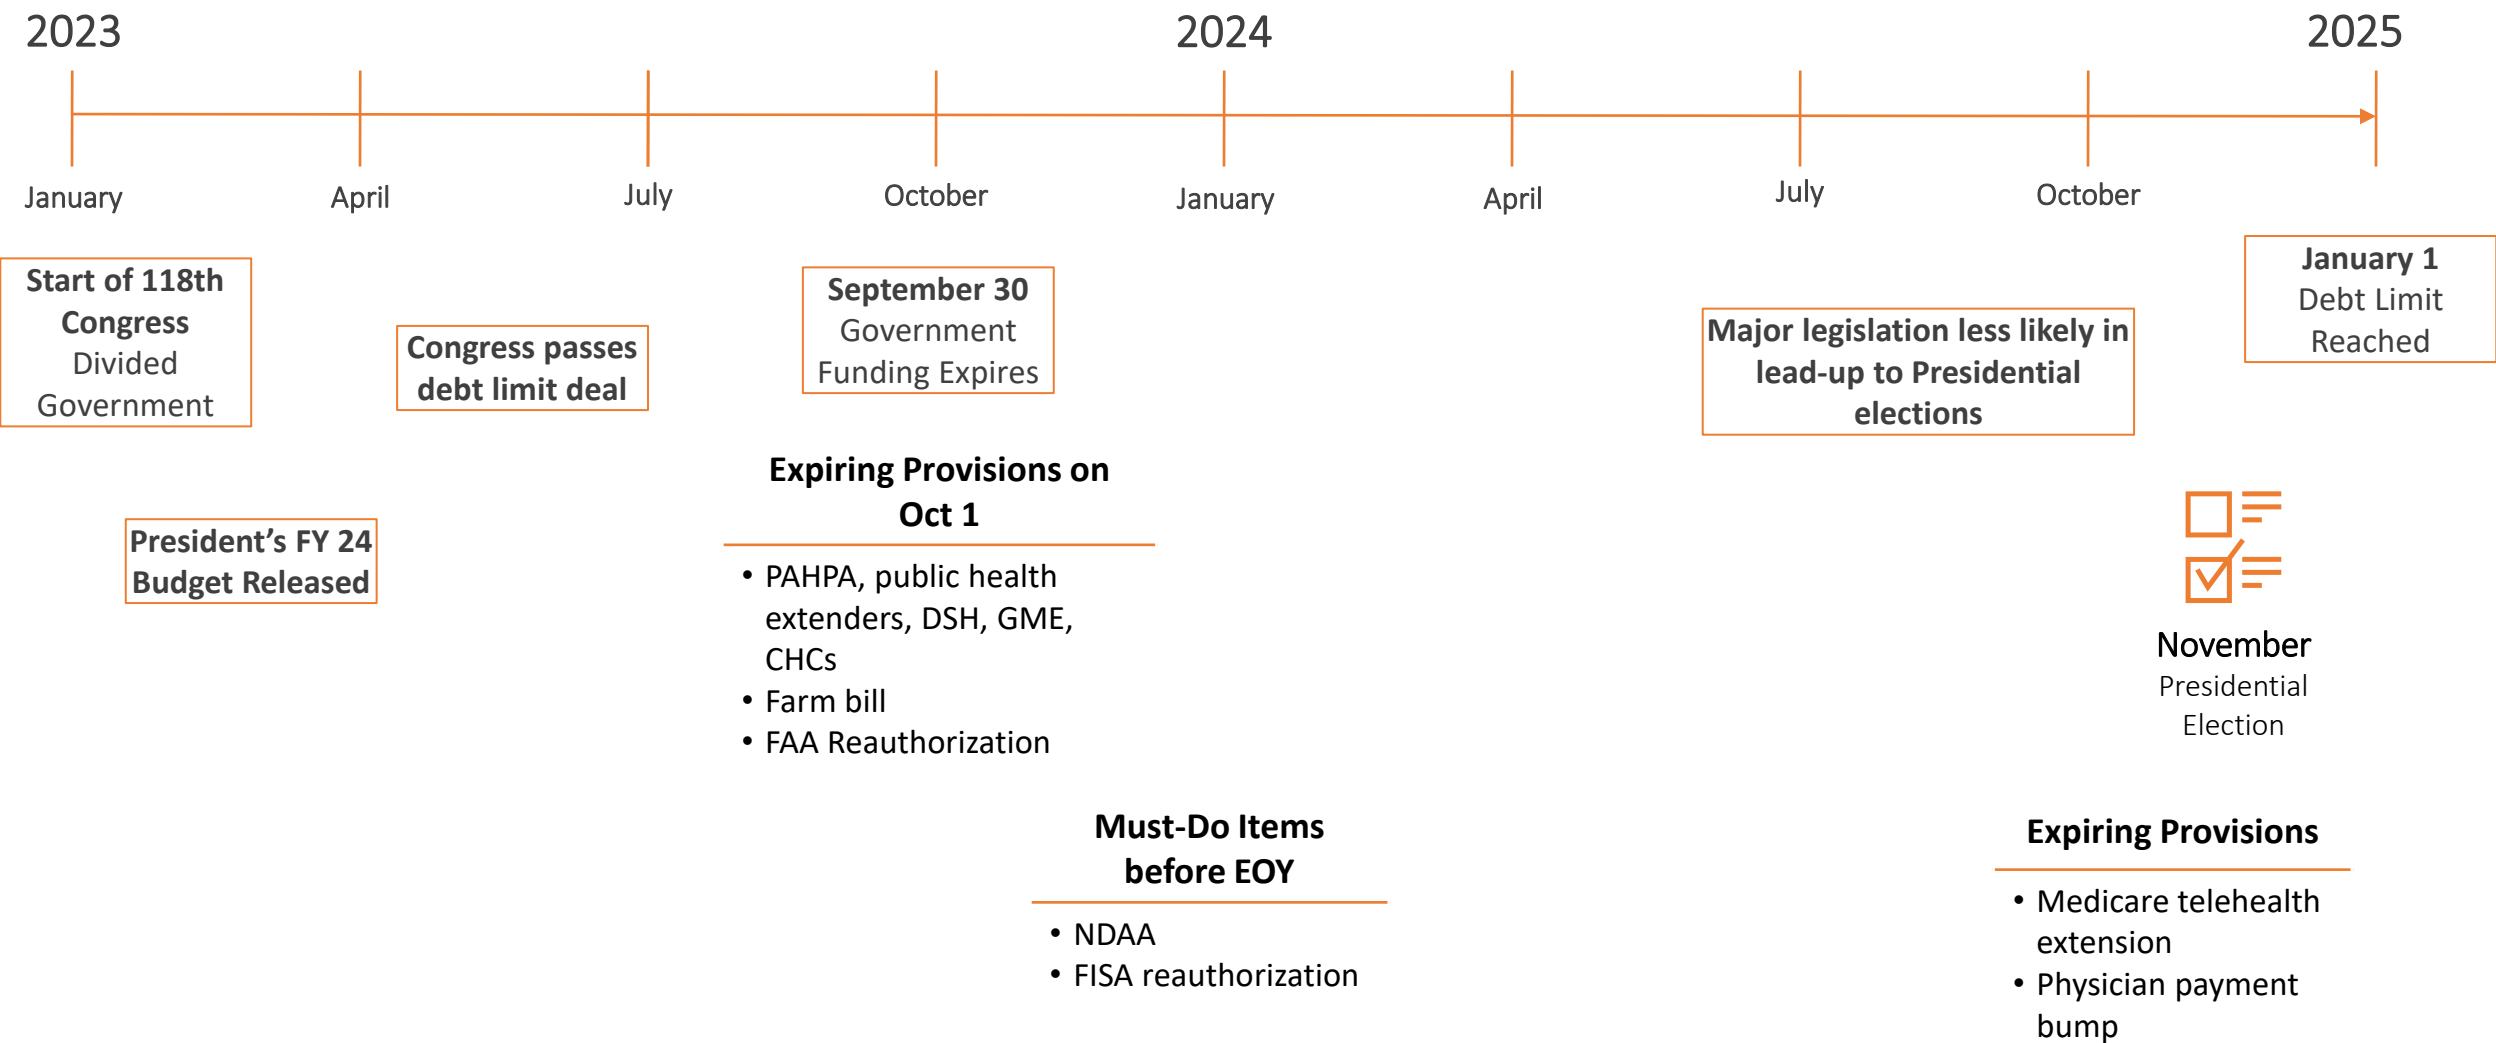 2023
2024
2025
January
April
July
October
January
April
July
October
Start of 118th
Congress
Divided
Government
President’s FY 24
Budget Released
Congress passes
debt limit deal
September 30
Government
Funding Expires
Expiring Provisions on
Oct 1
• PAHPA, public health
extenders, DSH, GME,
CHCs
• Farm bill
• FAA Reauthorization
Must-Do Items
before EOY
• NDAA
• FISA reauthorization
Major legislation less likely in
lead-up to Presidential
elections
January 1
Debt Limit
Reached
November
Presidential
Election
Expiring Provisions
• Medicare telehealth
extension
• Physician payment
bump